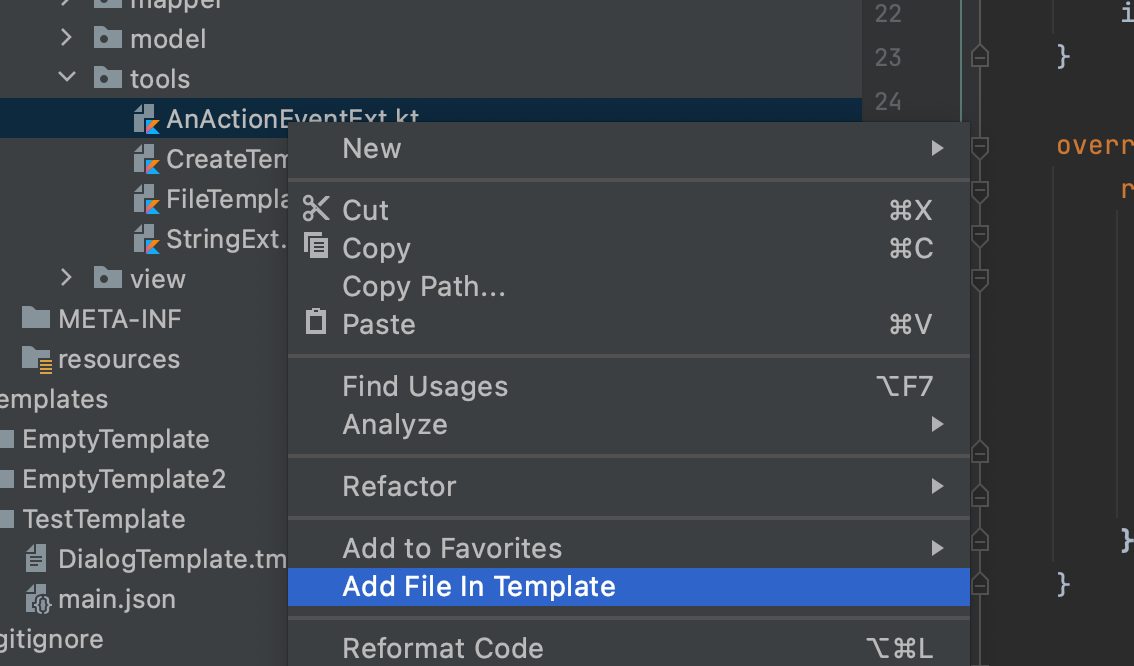 mapper
model
tools
AnActionEventExt.kt
CreateTem
FileTempla
StringExt.
view
META-INF
resources
emplates
EmptyTemplate
EmptyTemplate2
TestTemplate
DialogTemplate.tm
main.json
gitignore
New
Cut ⌘X
Copy ⌘C
Copy Path...
Paste ⌘V
Find Usages ⌥F7
Analyze
Refactor
Add to Favorites
Add File In Template
Reformat Code ⌥⌘L
22 i
23 }
24
overr
r
}
}